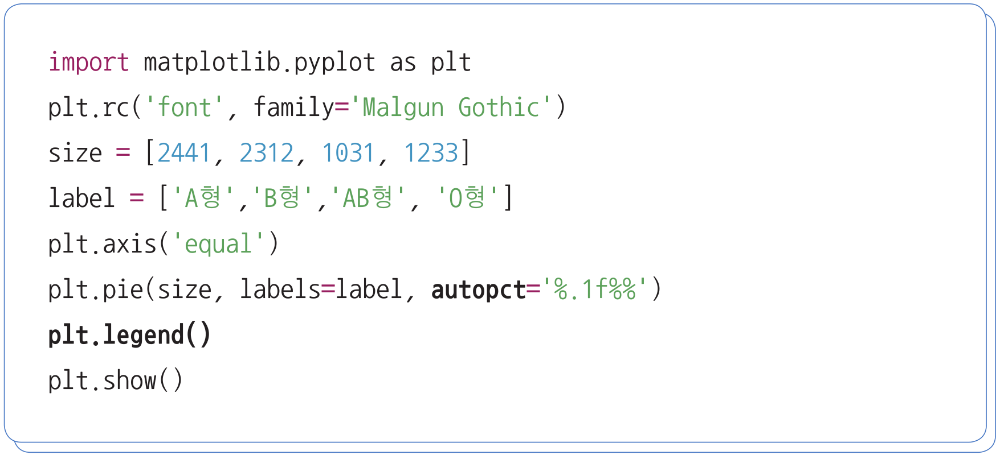 import matplotlib.pyplot as plt
plt.rc('font', family='Malgun Gothic')
size = [2441, 2312, 1031, 1233]
label = ['A형','B형','AB형', 'O형']
plt.axis('equal')
plt.pie(size, labels=label, autopct='%.1f%%')
plt.legend()
plt.show()